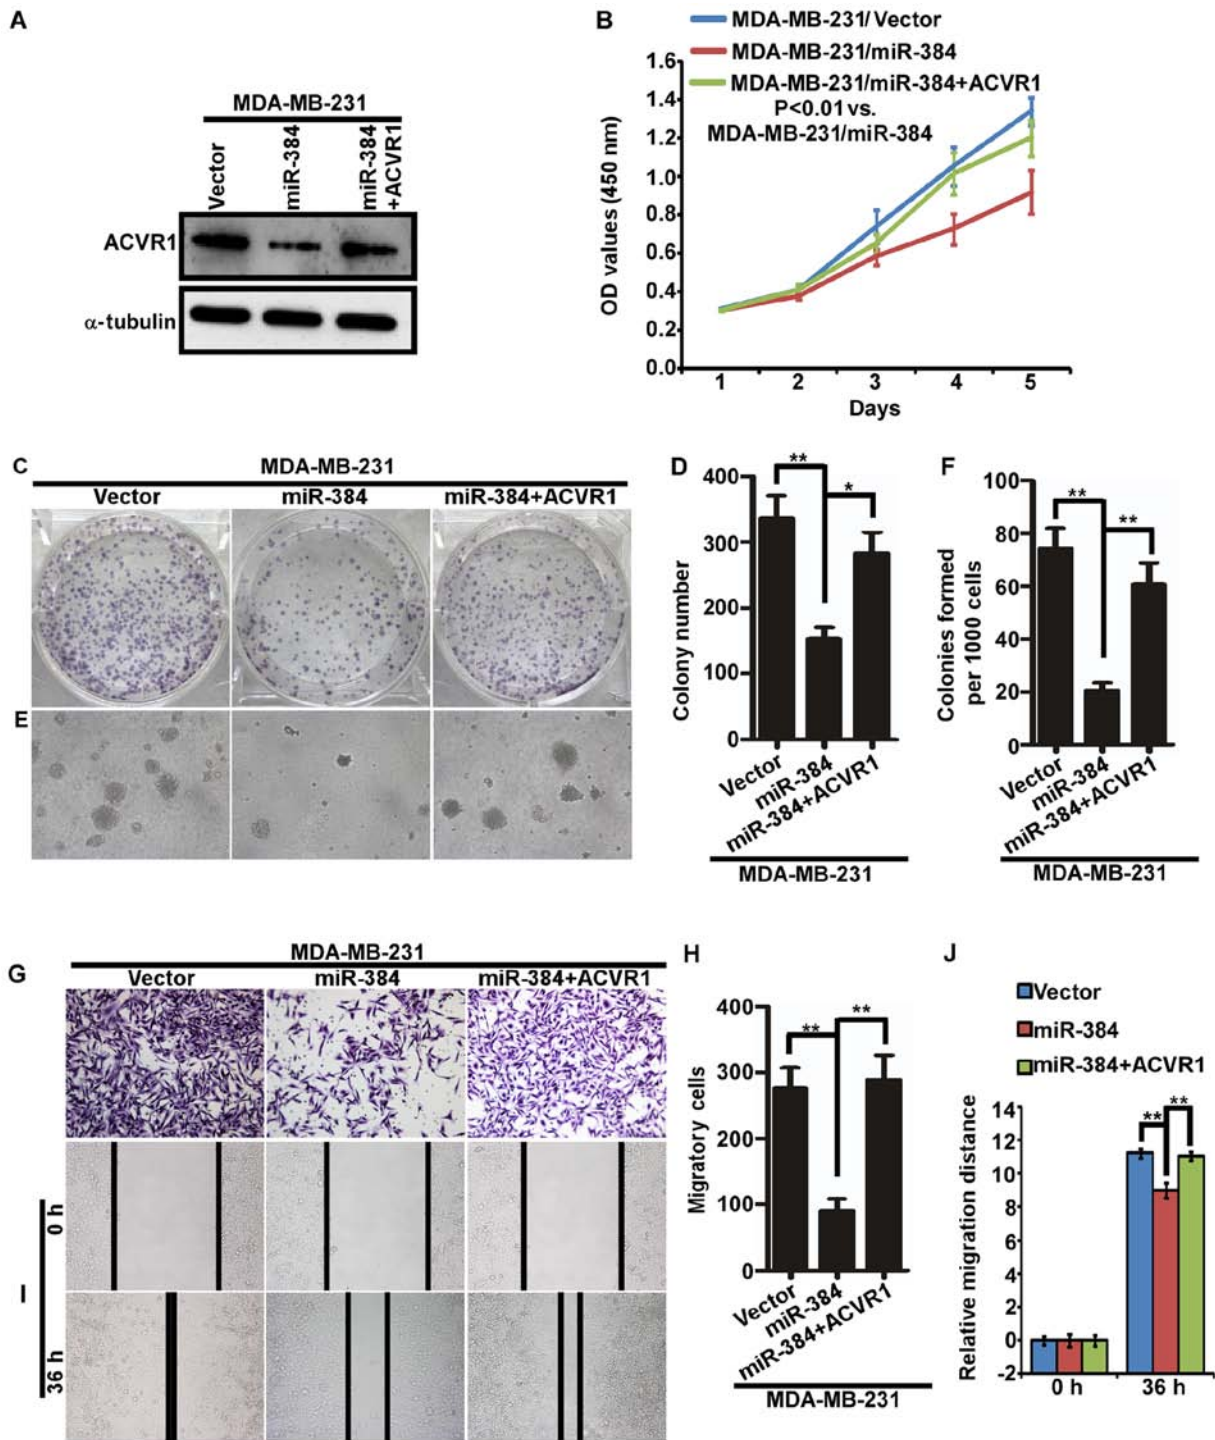 A
MDA-MB-231
Vector
miR-384
miR-384
+ACVR1
ACVR1
α-tubulin
B
MDA-MB-231/Vector
MDA-MB-231/miR-384
MDA-MB-231/miR-384+ACVR1
P<0.01 vs.
MDA-MB-231/miR-384
OD values (450 nm)
1.6
1.4
1.2
1.0
0.8
0.6
0.4
0.2
0.0
1 2 3 4 5
Days
C
MDA-MB-231
Vector miR-384 miR-384+ACVR1
E
D
Colony number
400
300
200
100
0
** *
Vector
miR-384
miR-384+ACVR1
MDA-MB-231
F
Colonies formed
per 1000 cells
100
80
60
40
20
0
** **
Vector
miR-384
miR-384+ACVR1
MDA-MB-231
G
MDA-MB-231
Vector miR-384 miR-384+ACVR1
I
0 h
36 h
H
Migratory cells
400
300
200
100
0
** **
Vector
miR-384
miR-384+ACVR1
MDA-MB-231
J
Vector
miR-384
miR-384+ACVR1
Relative migration distance
14
12
10
8
6
4
2
0
-2
** **
0 h 36 h